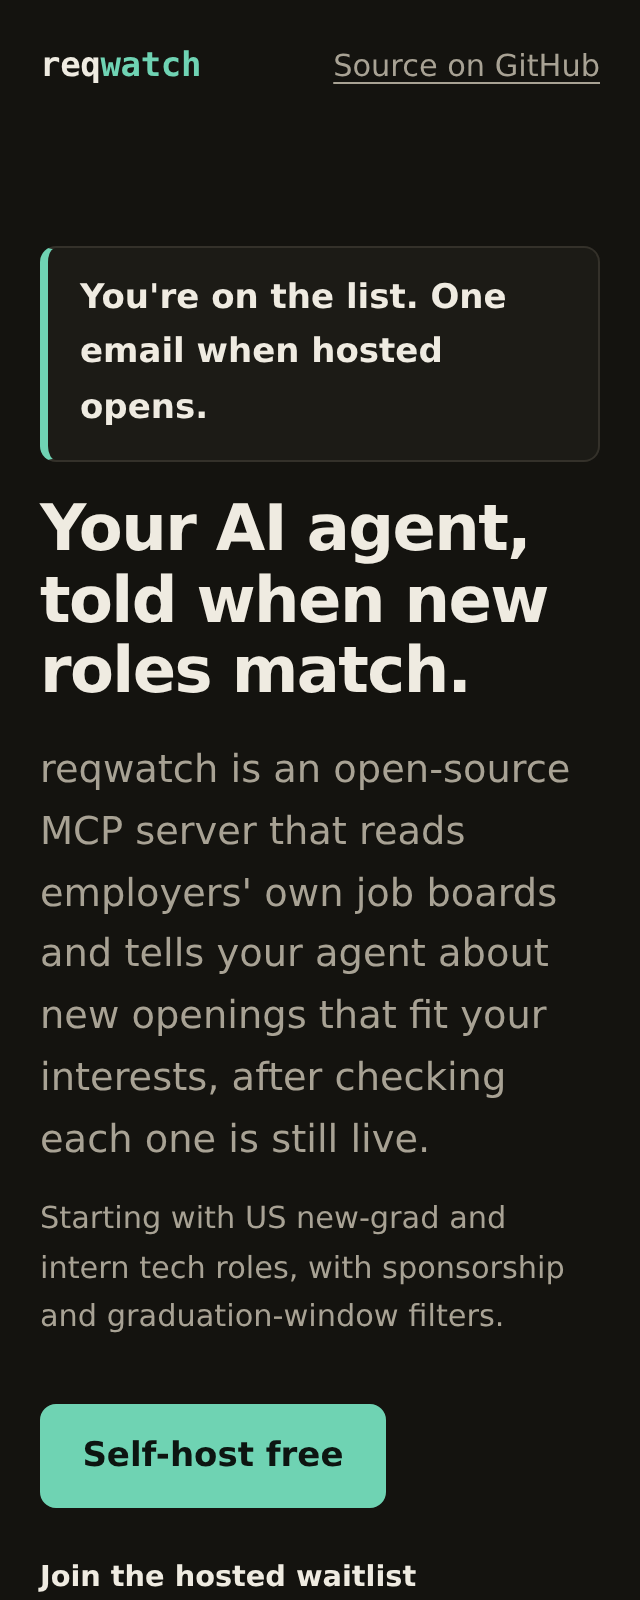 reqwatch Source on GitHub
You're on the list. One
email when hosted
opens.
Your AI agent,
told when new
roles match.
reqwatch is an open-source
MCP server that reads
employers' own job boards
and tells your agent about
new openings that fit your
interests, after checking
each one is still live.
Starting with US new-grad and
intern tech roles, with sponsorship
and graduation-window filters.
Self-host free
Join the hosted waitlist